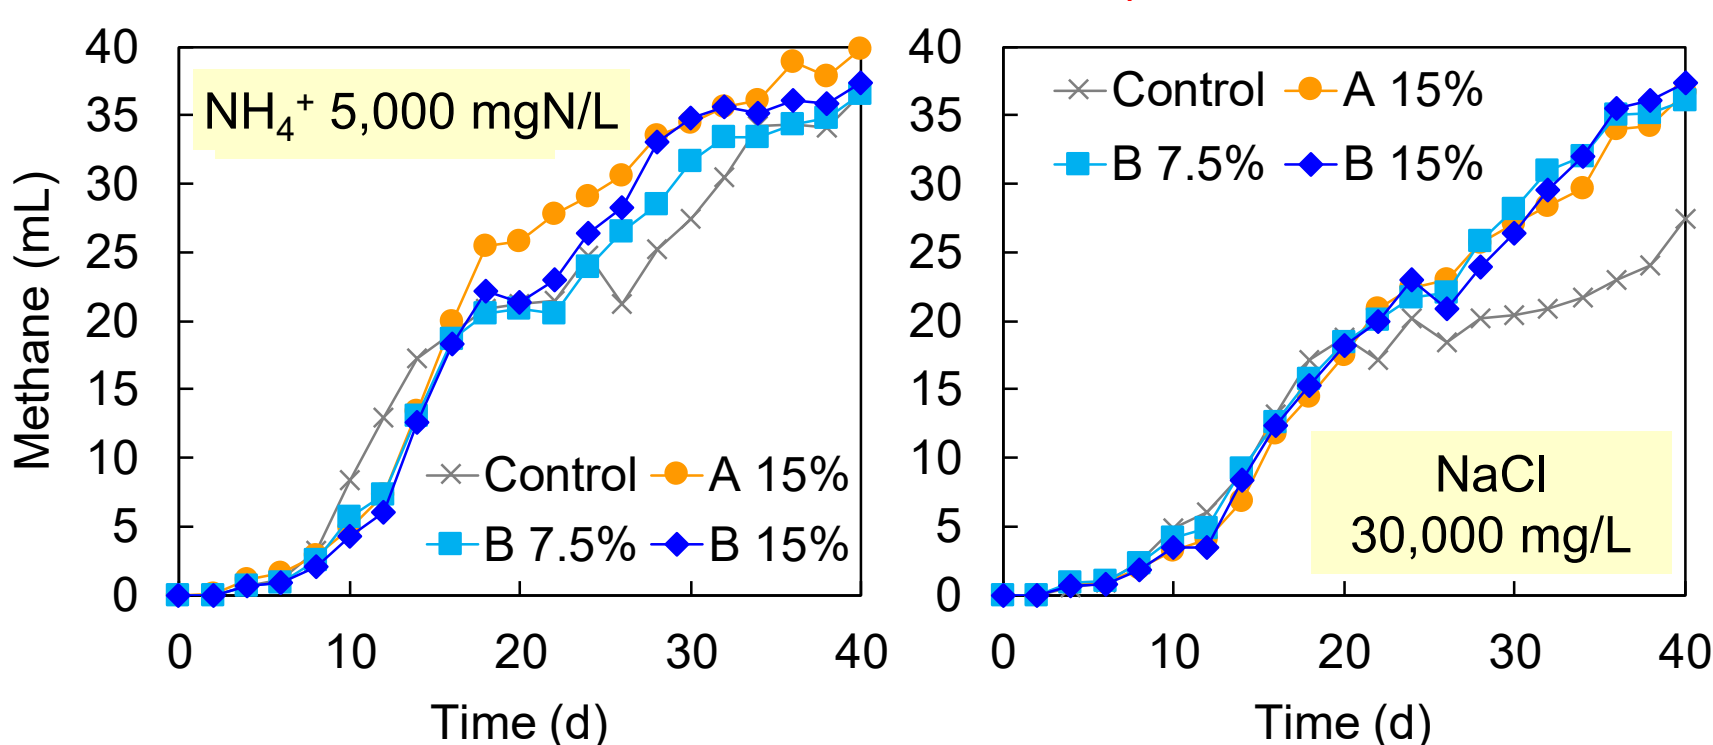 NH₄⁺ 5,000 mgN/L
Methane (mL)
40
35
30
25
20
15
10
5
0
Control A 15%
B 7.5% B 15%
0 10 20 30 40
Time (d)
40
35
30
25
20
15
10
5
0
Control A 15%
B 7.5% B 15%
NaCl
30,000 mg/L
0 10 20 30 40
Time (d)